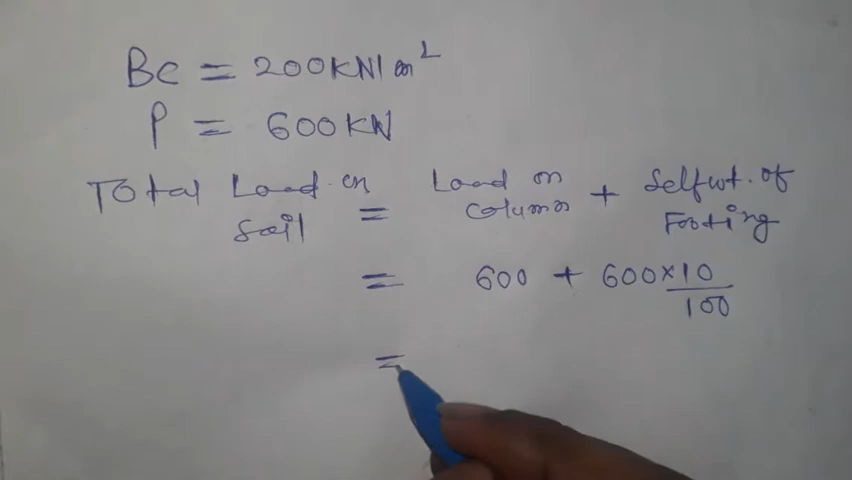 BC = 200KN/m²
P = 600KN
Total Load on Soil = Load on column + Selfwt. of Footing
= 600 + 600×10/100
=